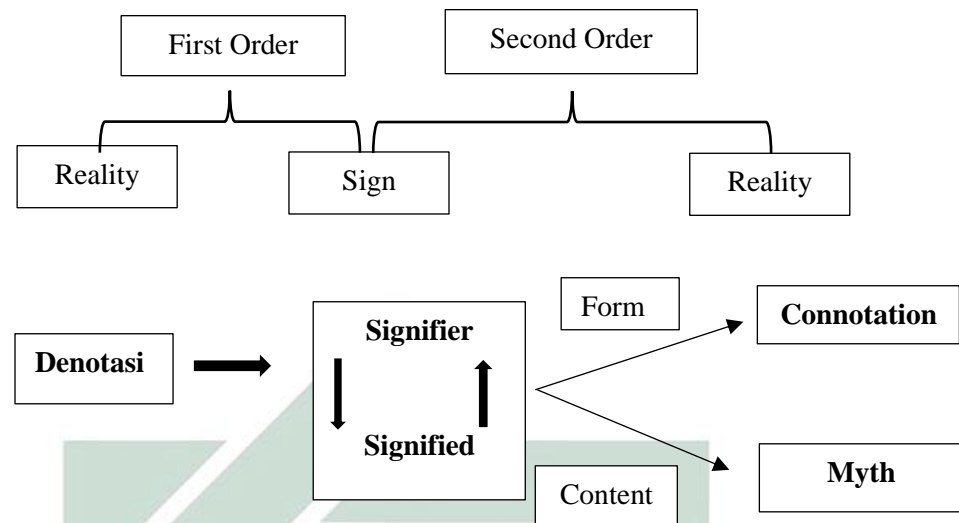 First Order
Second Order
Reality
Sign
Reality
Form
Connotation
Signifier
Denotasi
Signified
Myth
Content